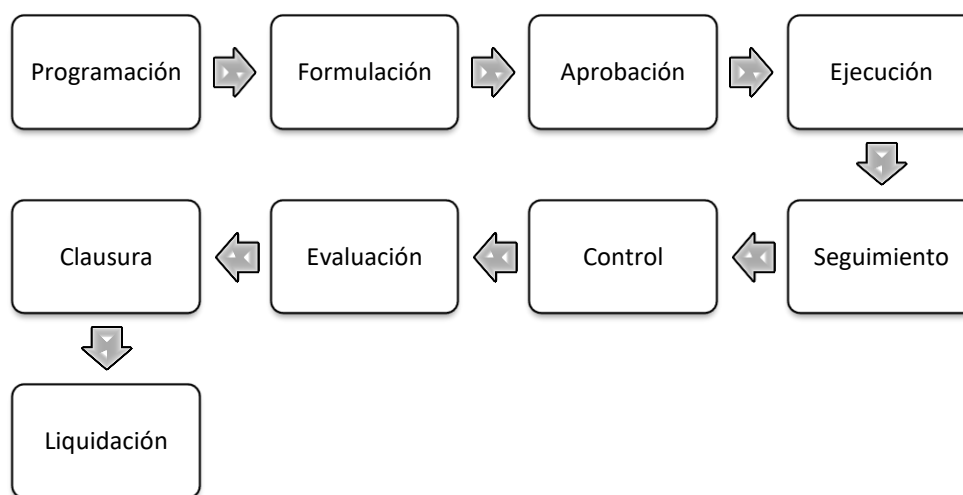 Programación
Formulación
Aprobación
Ejecución
Seguimiento
Control
Evaluación
Clausura
Liquidación